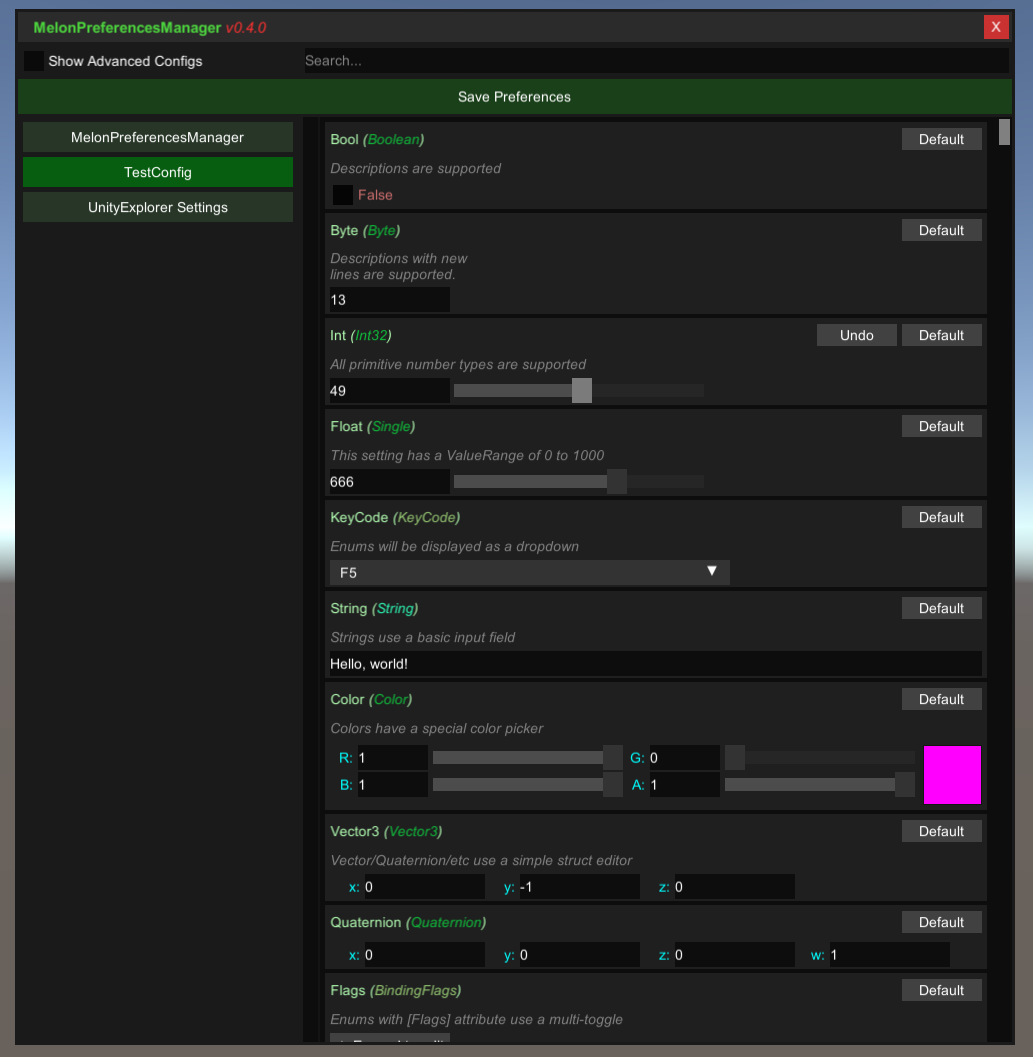 MelonPreferencesManager v0.4.0
X
Show Advanced Configs
Search...
Save Preferences
MelonPreferencesManager
TestConfig
UnityExplorer Settings
Bool (Boolean)
Default
Descriptions are supported
False
Byte (Byte)
Default
Descriptions with new
lines are supported.
13
Int (Int32)
Undo
Default
All primitive number types are supported
49
Float (Single)
Default
This setting has a ValueRange of 0 to 1000
666
KeyCode (KeyCode)
Default
Enums will be displayed as a dropdown
F5 ▼
String (String)
Default
Strings use a basic input field
Hello, world!
Color (Color)
Default
Colors have a special color picker
R: 1 G: 0
B: 1 A: 1
Vector3 (Vector3)
Default
Vector/Quaternion/etc use a simple struct editor
x: 0 y: -1 z: 0
Quaternion (Quaternion)
Default
x: 0 y: 0 z: 0 w: 1
Flags (BindingFlags)
Default
Enums with [Flags] attribute use a multi-toggle